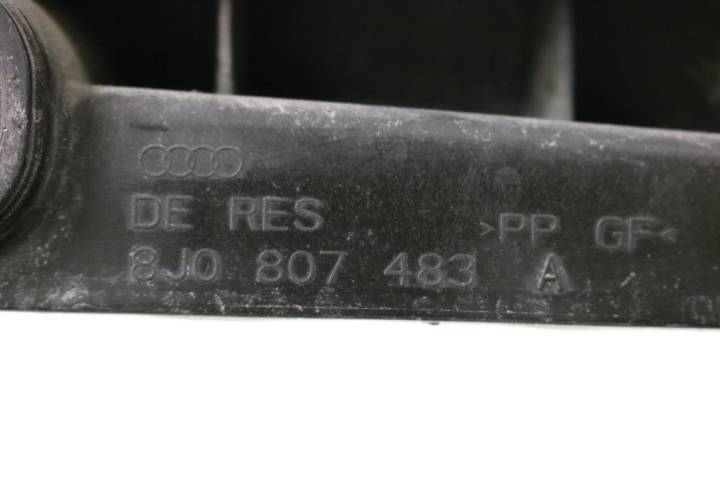 DE RES >PP GF<
8J0 807 483 A